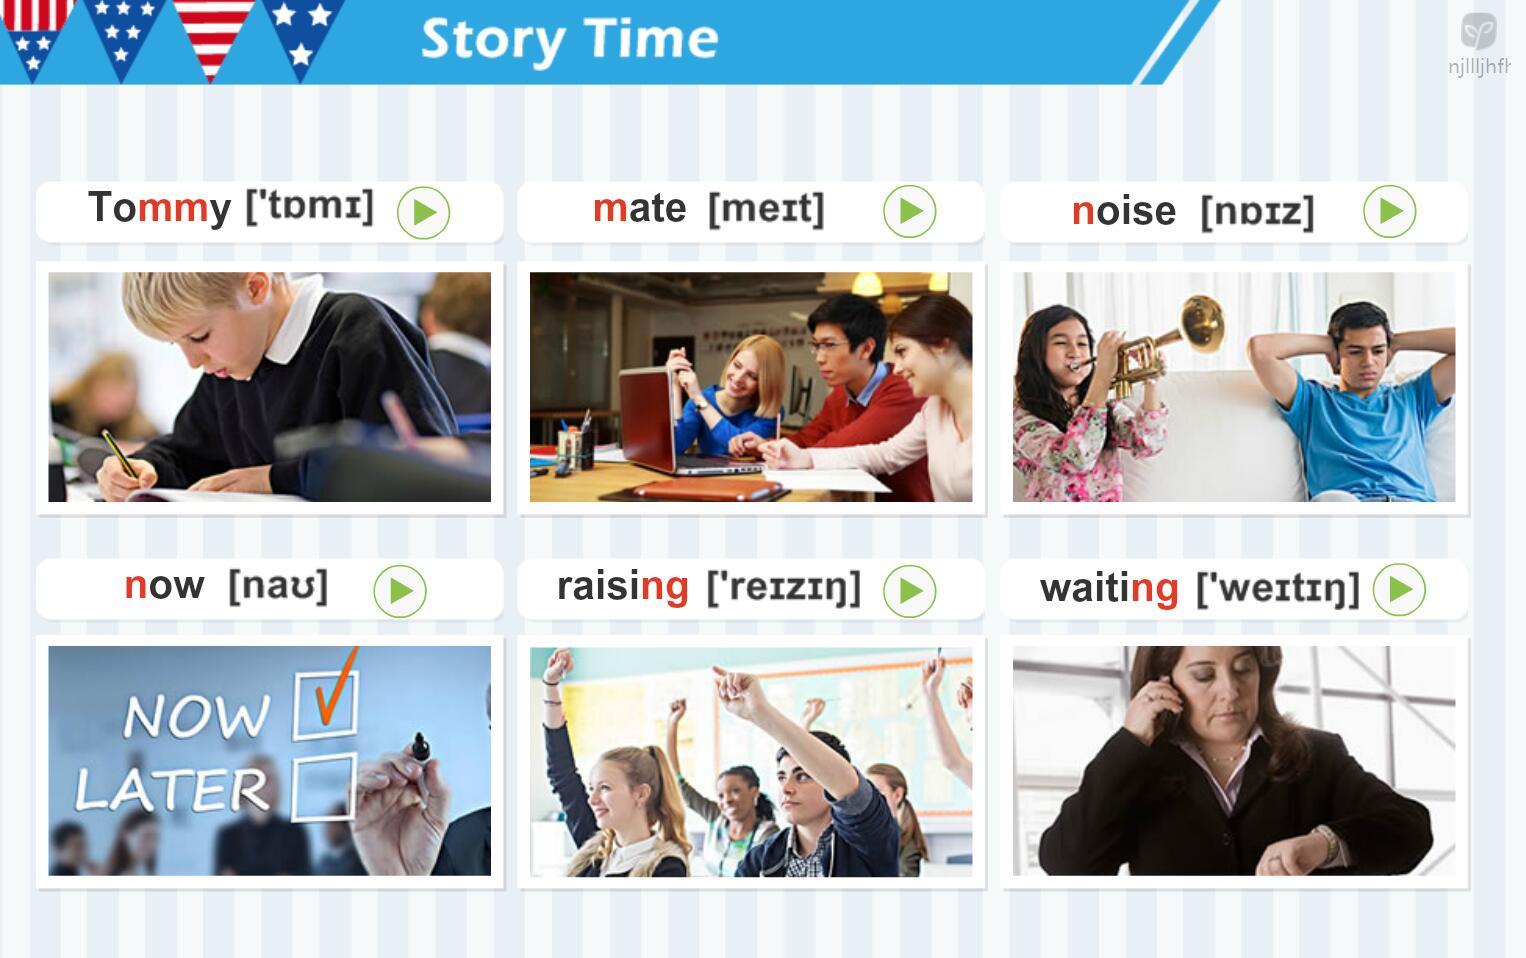 Story Time
njllljhfh
Tommy ['tɒmɪ]
mate [meɪt]
noise [nɒɪz]
now [naʊ]
raising ['reɪzɪŋ]
waiting ['weɪtɪŋ]
NOW
LATER